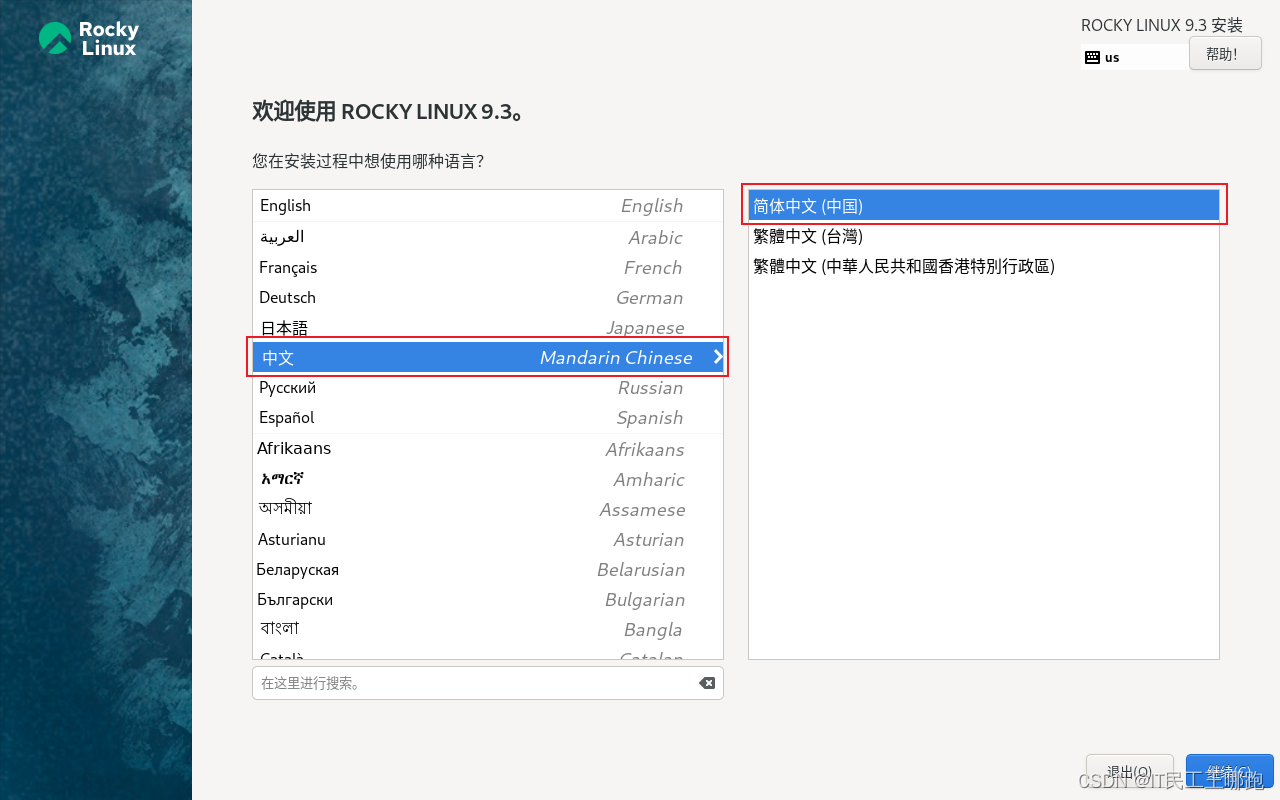 Rocky
Linux
ROCKY LINUX 9.3 安装
us
帮助!
欢迎使用 ROCKY LINUX 9.3。
您在安装过程中想使用哪种语言?
English English
العربية Arabic
Français French
Deutsch German
日本語 Japanese
中文 Mandarin Chinese
Русский Russian
Español Spanish
Afrikaans Afrikaans
አማርኛ Amharic
অসমীয়া Assamese
Asturianu Asturian
Беларуская Belarusian
Български Bulgarian
বাংলা Bangla
Català Catalan
简体中文 (中国)
繁體中文 (台灣)
繁體中文 (中華人民共和國香港特別行政區)
在这里进行搜索。
退出(Q)
继续(C)
CSDN @IT民工王哪跑